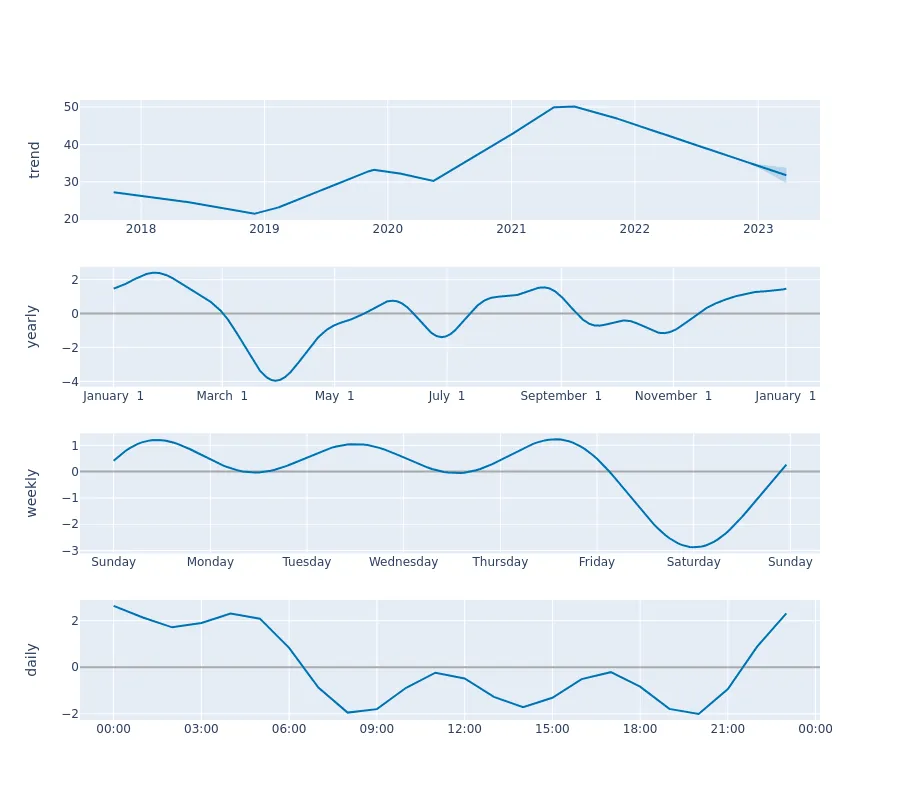 trend
50
40
30
20
2018 2019 2020 2021 2022 2023
yearly
2
0
−2
−4
January 1 March 1 May 1 July 1 September 1 November 1 January 1
weekly
1
0
−1
−2
−3
Sunday Monday Tuesday Wednesday Thursday Friday Saturday Sunday
daily
2
0
−2
00:00 03:00 06:00 09:00 12:00 15:00 18:00 21:00 00:00